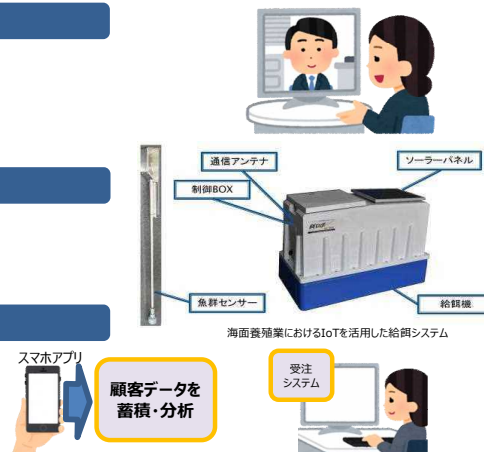 通信アンテナ
ソーラーパネル
制御BOX
魚群センサー
給餌機
海面養殖業におけるIoTを活用した給餌システム
スマホアプリ
顧客データを
蓄積・分析
受注
システム